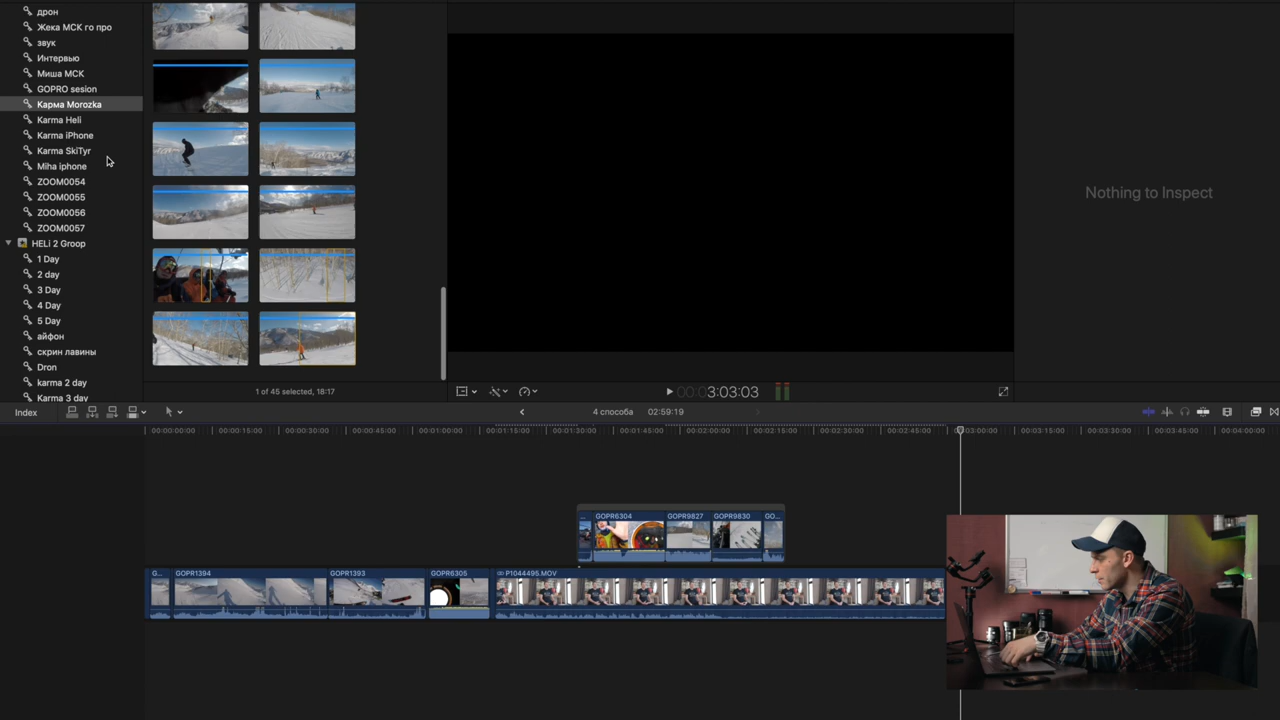 дрон
Жека МСК го про
звук
Интервью
Миша МСК
GOPRO sesion
Карма Morozka
Karma Heli
Karma iPhone
Karma SkiTyr
Miha iphone
ZOOM0054
ZOOM0055
ZOOM0056
ZOOM0057
HELi 2 Group
1 Day
2 day
3 Day
4 Day
5 Day
айфон
скрин лавины
Dron
karma 2 day
Karma 3 day
1 of 45 selected, 18:17
00:03:03:03
Nothing to Inspect
Index
4 способа
02:59:19
00:00:00:00
00:00:15:00
00:00:30:00
00:00:45:00
00:01:00:00
00:01:15:00
00:01:30:00
00:01:45:00
00:02:00:00
00:02:15:00
00:02:30:00
00:02:45:00
00:03:00:00
00:03:15:00
00:03:30:00
00:03:45:00
00:04:00:00
...
GOPR6304
GOPR9827
GOPR9830
GO...
G...
GOPR1394
GOPR1393
GOPR6305
P1044495.MOV